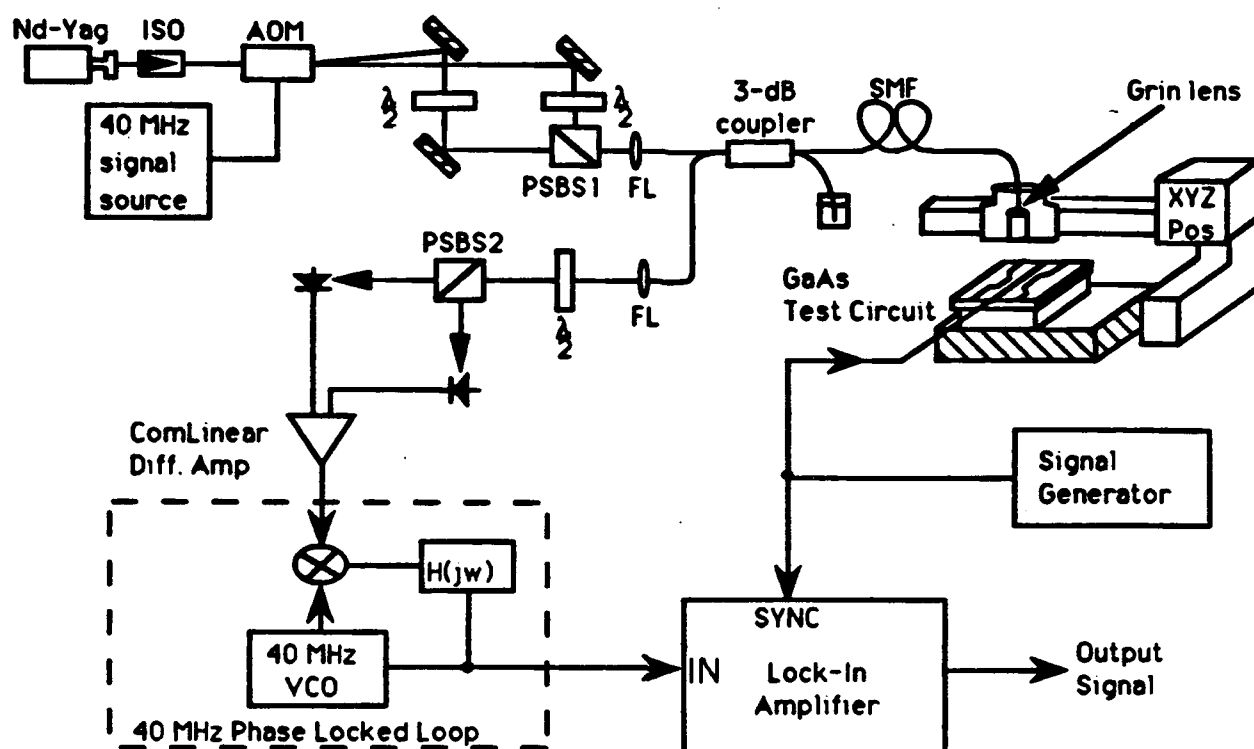 Nd-Yag
ISO
AOM
40 MHz
signal
source
λ/2
λ/2
PSBS1
FL
3-dB
coupler
SMF
Grin lens
XYZ
Pos
PSBS2
λ/2
FL
GaAs
Test Circuit
ComLinear
Diff. Amp
Signal
Generator
H(jw)
40 MHz
VCO
40 MHz Phase Locked Loop
SYNC
IN
Lock-In
Amplifier
Output
Signal